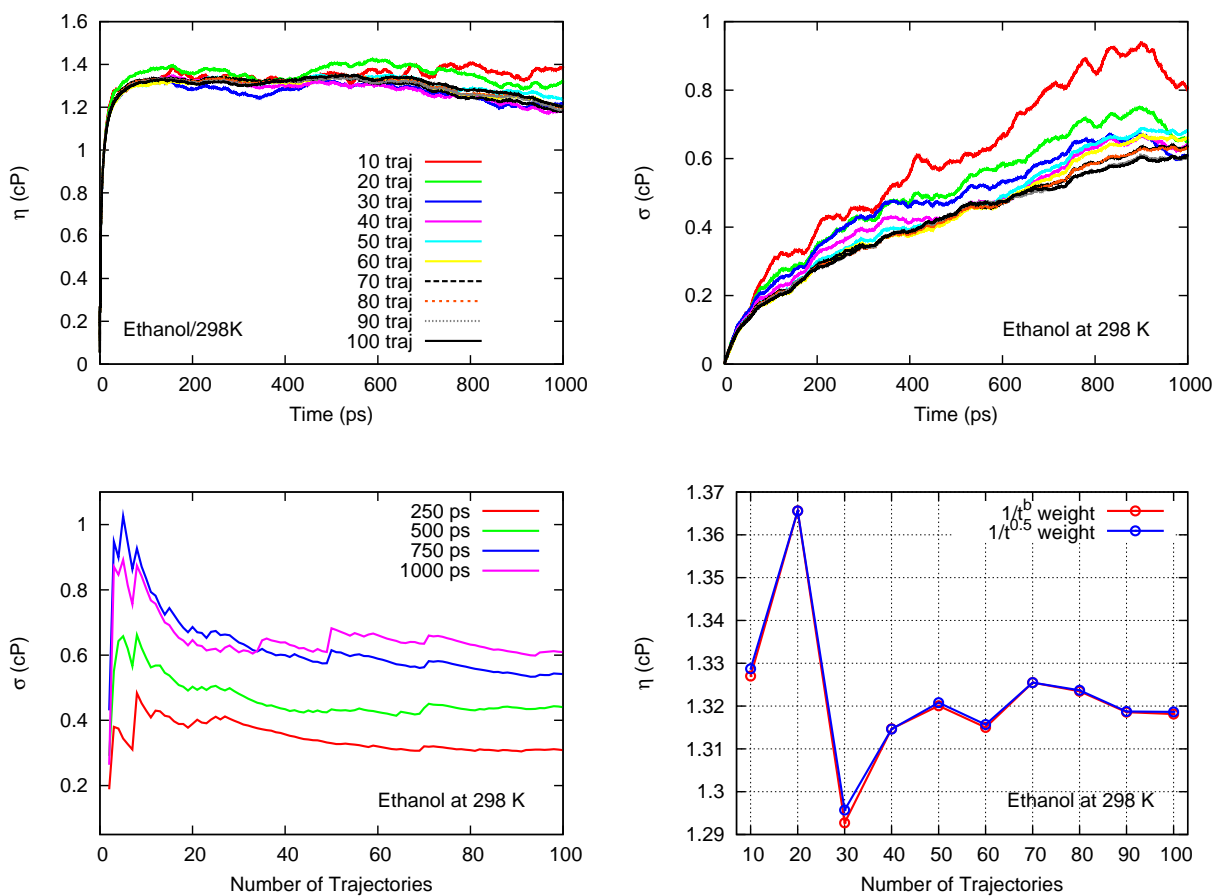 1.6
1.4
1.2
1
0.8
0.6
0.4
0.2
0
η (cP)
10 traj
20 traj
30 traj
40 traj
50 traj
60 traj
70 traj
80 traj
90 traj
100 traj
Ethanol/298K
0 200 400 600 800 1000
Time (ps)
1
0.8
0.6
0.4
0.2
0
σ (cP)
Ethanol at 298 K
0 200 400 600 800 1000
Time (ps)
1
0.8
0.6
0.4
0.2
σ (cP)
250 ps
500 ps
750 ps
1000 ps
Ethanol at 298 K
0 20 40 60 80 100
Number of Trajectories
1.37
1.36
1.35
1.34
1.33
1.32
1.31
1.3
1.29
η (cP)
1/t^b weight
1/t^0.5 weight
Ethanol at 298 K
10 20 30 40 50 60 70 80 90 100
Number of Trajectories